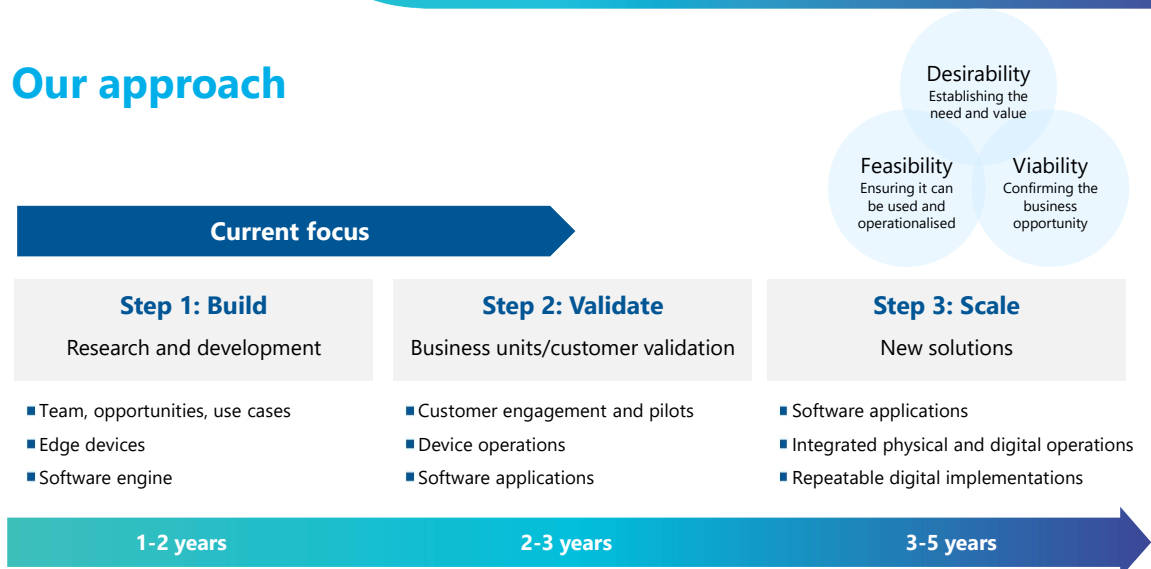 Our approach
Desirability
Establishing the
need and value
Feasibility
Ensuring it can
be used and
operationalised
Viability
Confirming the
business
opportunity
Current focus
Step 1: Build
Research and development
Team, opportunities, use cases
Edge devices
Software engine
Step 2: Validate
Business units/customer validation
Customer engagement and pilots
Device operations
Software applications
Step 3: Scale
New solutions
Software applications
Integrated physical and digital operations
Repeatable digital implementations
1-2 years
2-3 years
3-5 years